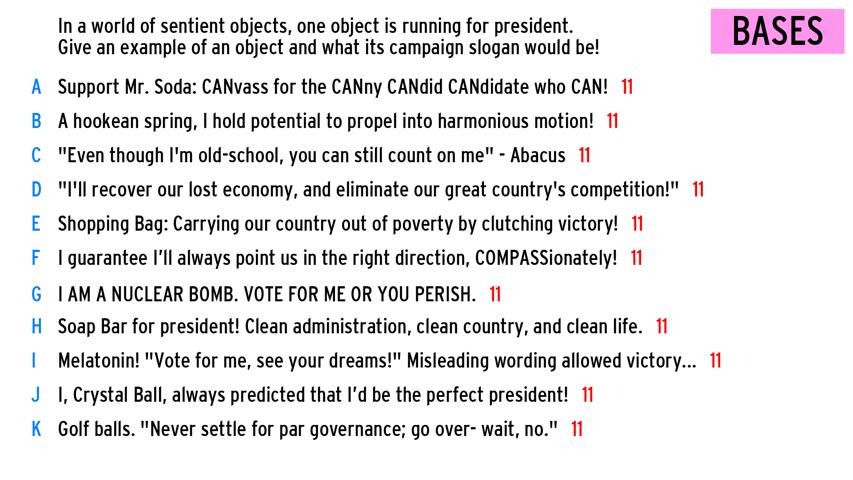 In a world of sentient objects, one object is running for president.
Give an example of an object and what its campaign slogan would be!
BASES
A Support Mr. Soda: CANvass for the CANny CANdid CANdidate who CAN! 11
B A hookean spring, I hold potential to propel into harmonious motion! 11
C "Even though I'm old-school, you can still count on me" - Abacus 11
D "I'll recover our lost economy, and eliminate our great country's competition!" 11
E Shopping Bag: Carrying our country out of poverty by clutching victory! 11
F I guarantee I’ll always point us in the right direction, COMPASSionately! 11
G I AM A NUCLEAR BOMB. VOTE FOR ME OR YOU PERISH. 11
H Soap Bar for president! Clean administration, clean country, and clean life. 11
I Melatonin! "Vote for me, see your dreams!" Misleading wording allowed victory... 11
J I, Crystal Ball, always predicted that I’d be the perfect president! 11
K Golf balls. "Never settle for par governance; go over- wait, no." 11